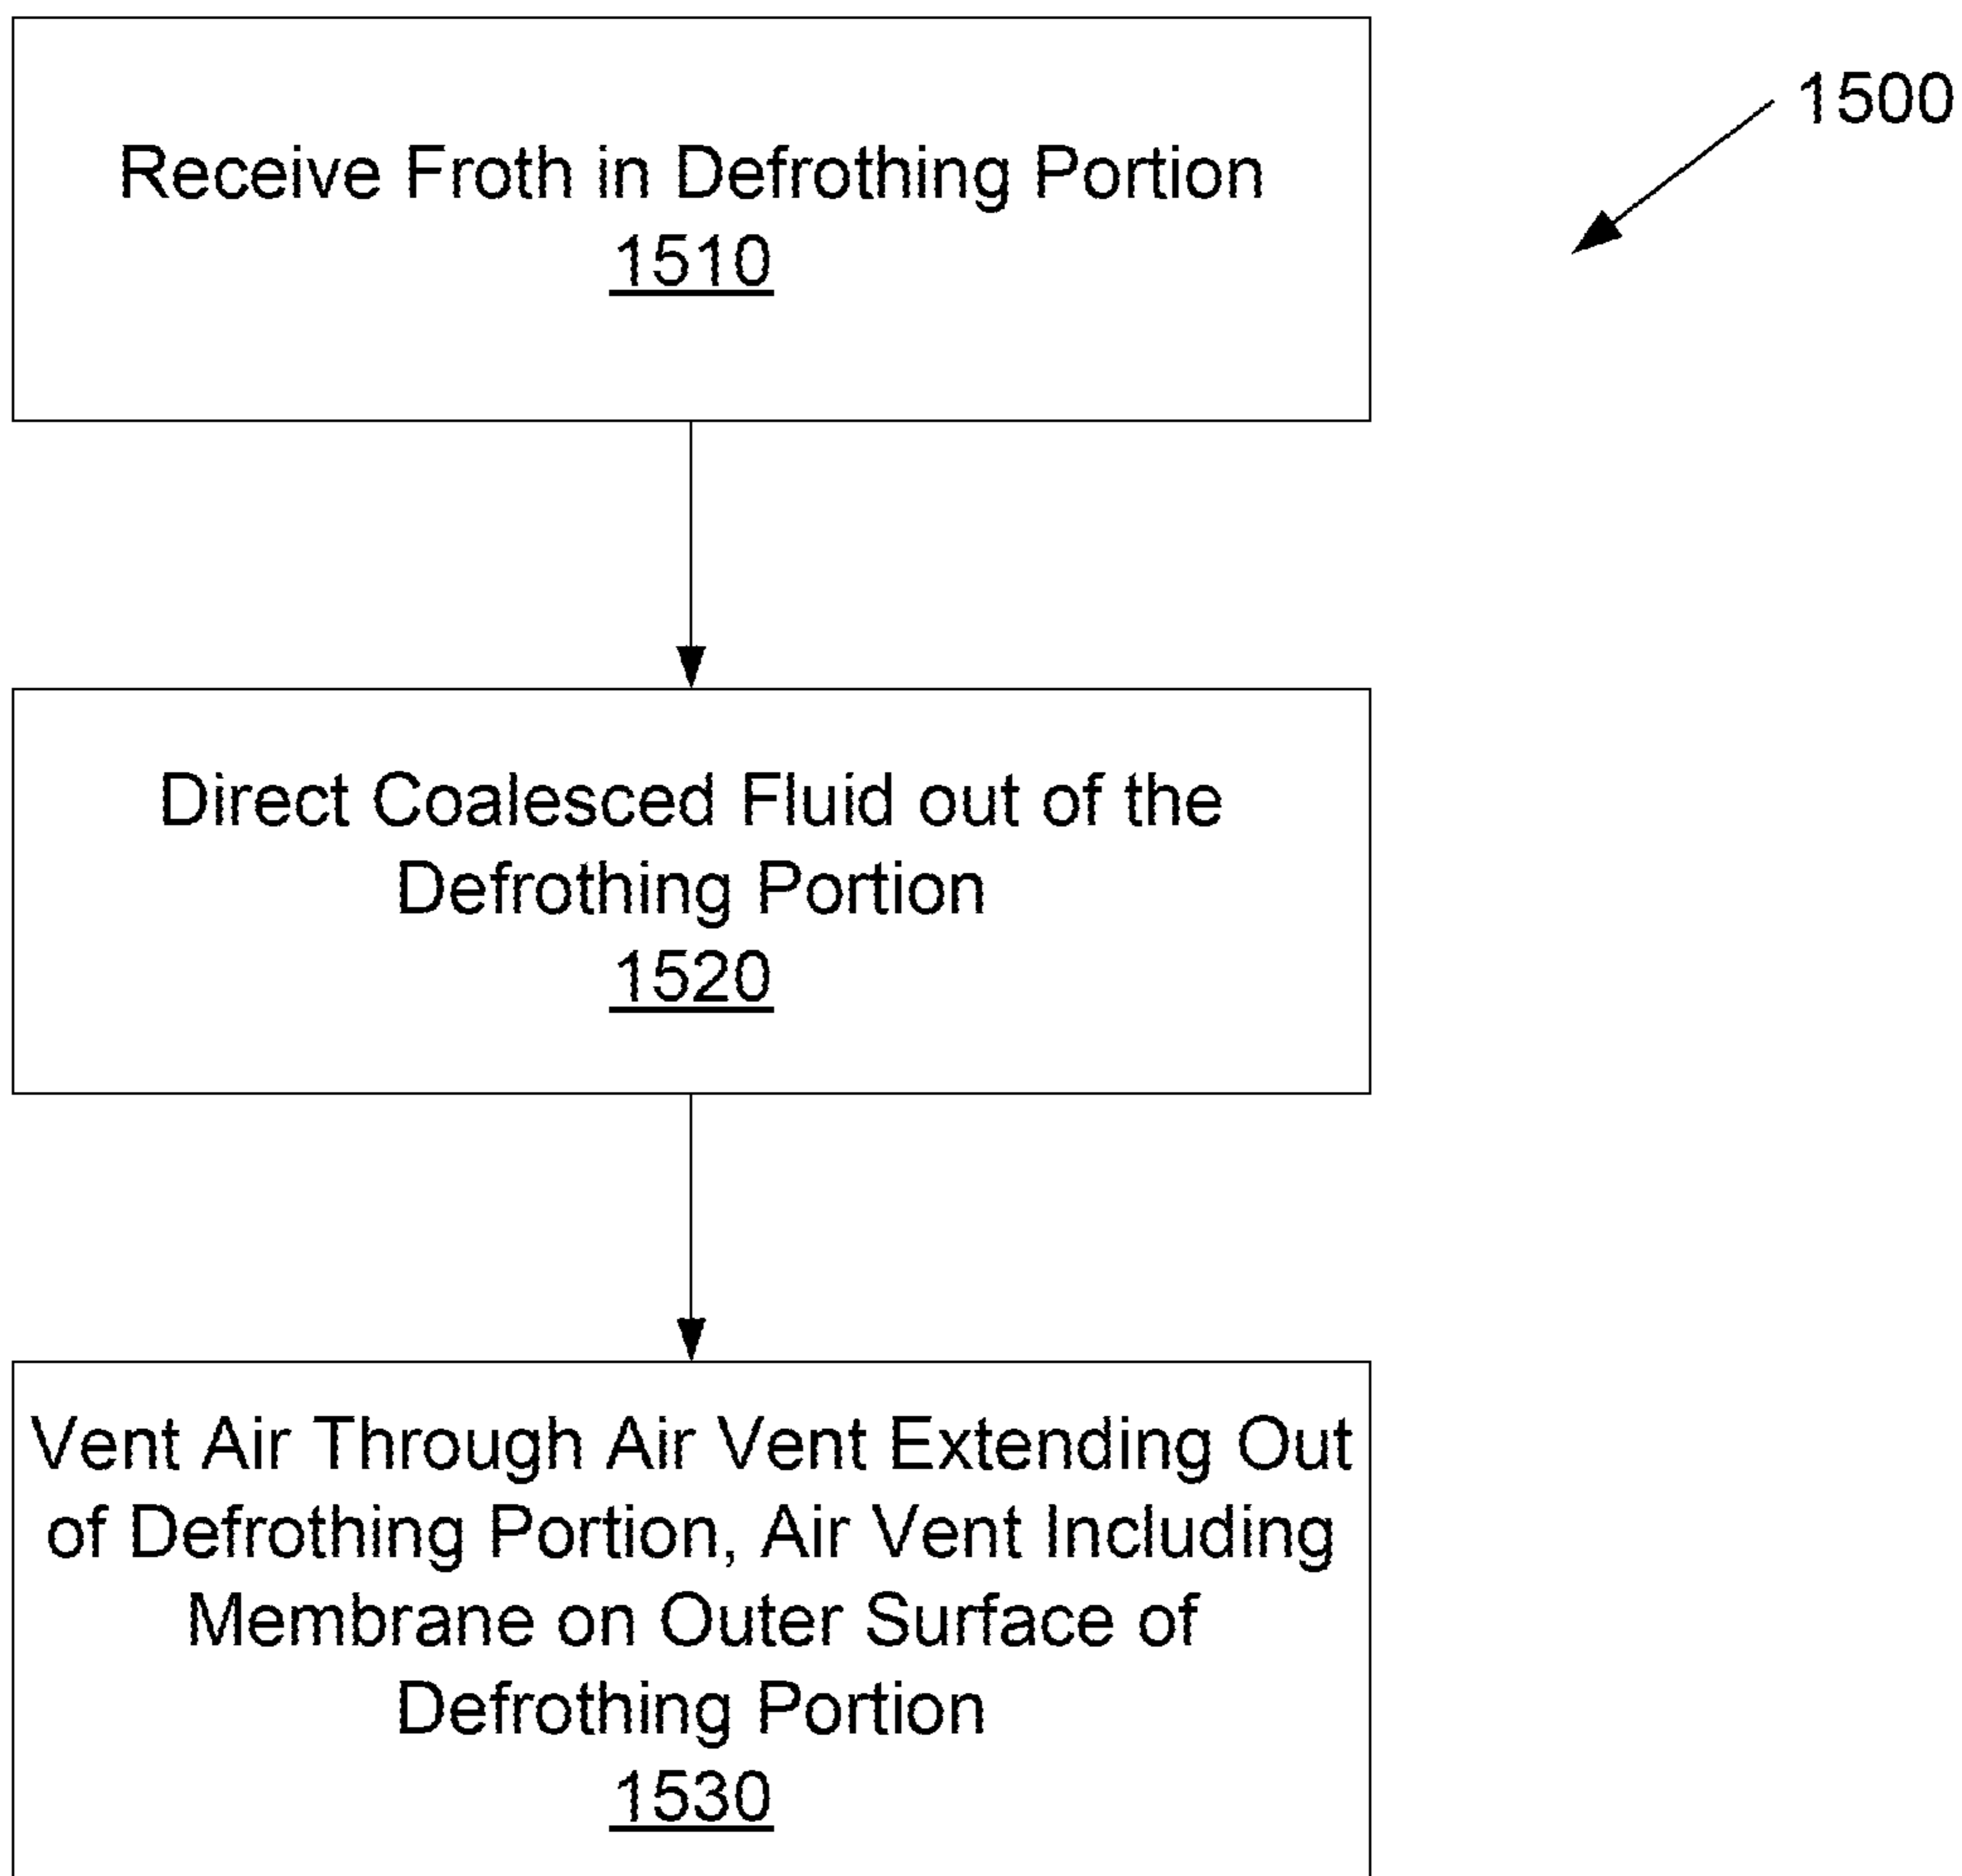 1500
Receive Froth in Defrothing Portion
1510
Direct Coalesced Fluid out of the
Defrothing Portion
1520
Vent Air Through Air Vent Extending Out
of Defrothing Portion, Air Vent Including
Membrane on Outer Surface of
Defrothing Portion
1530